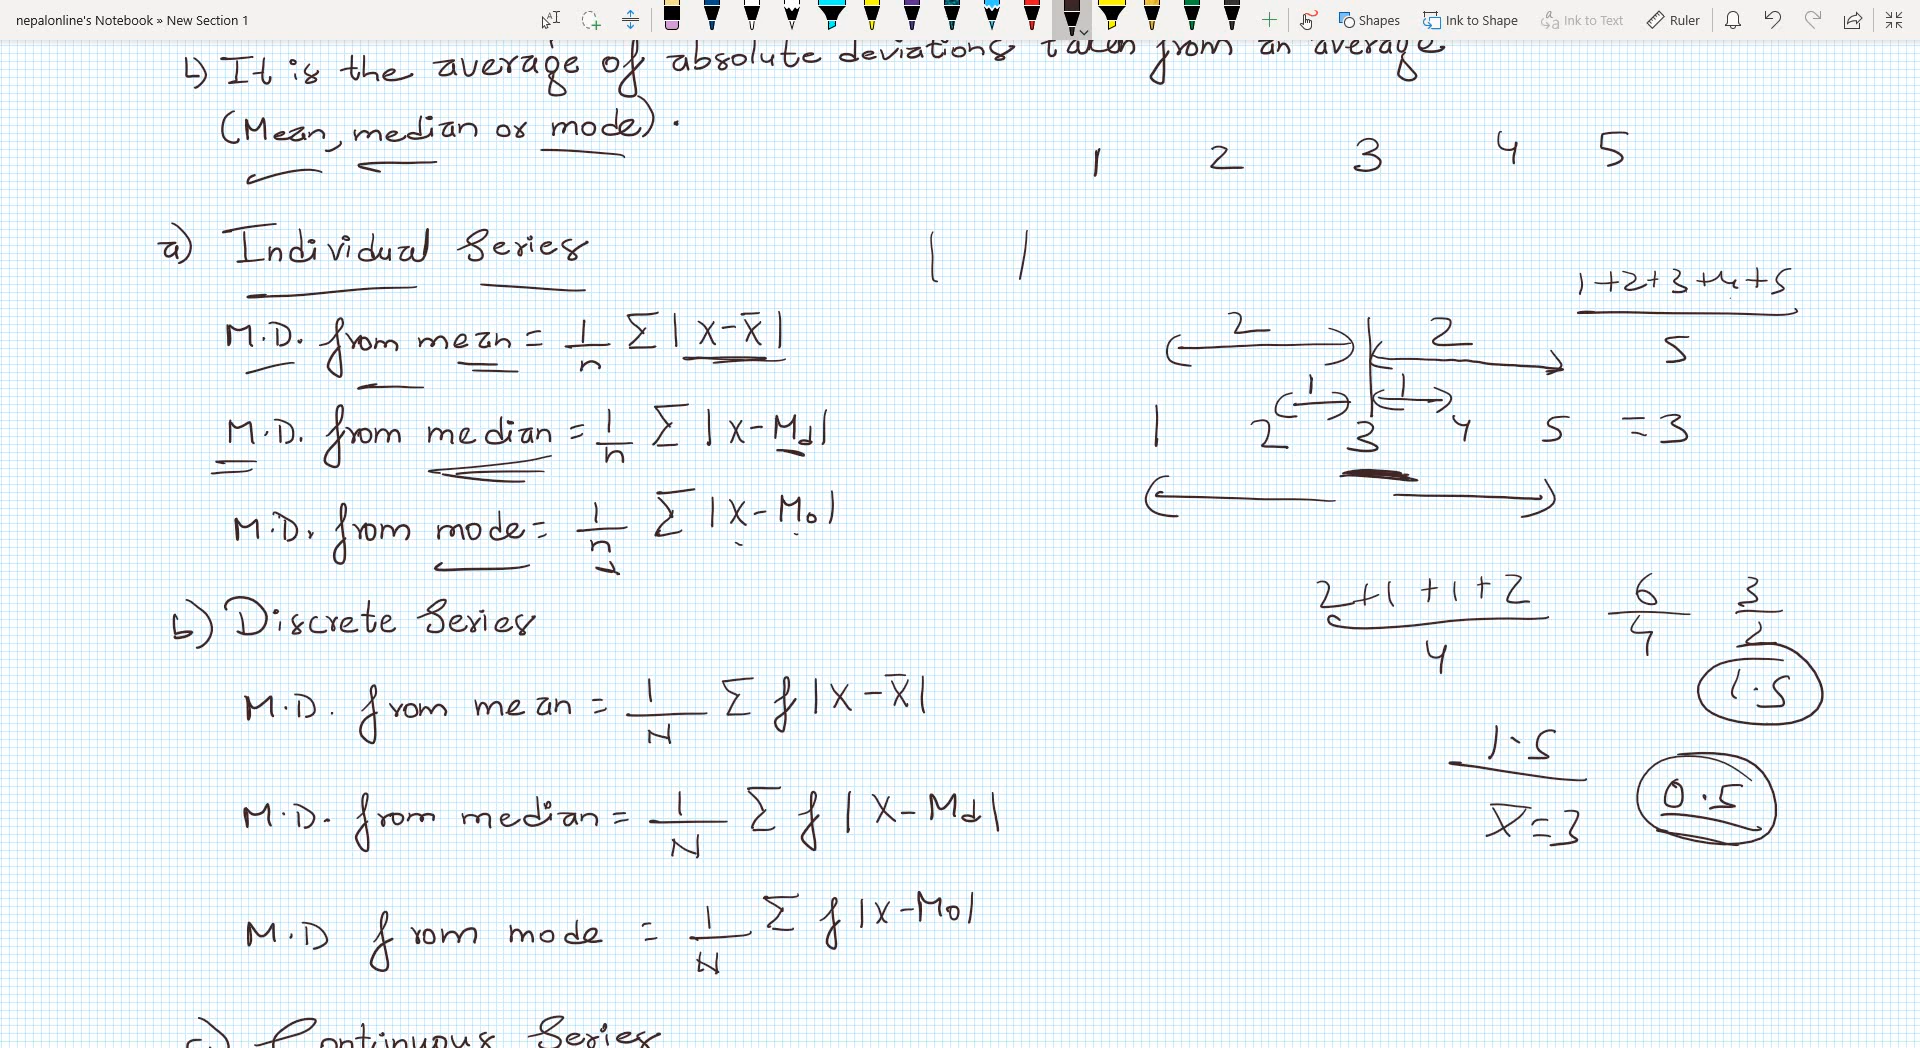 nepalonline's Notebook » New Section 1
Shapes Ink to Shape Ink to Text Ruler
↳ It is the average of absolute deviations taken from an average
(Mean, median or mode).
1 2 3 4 5
a) Individual Series
| |
M.D. from mean = 1/n Σ|X-X̄|
M.D. from median = 1/n Σ |X-Md|
M.D. from mode = 1/n Σ |X-Mo|
1+2+3+4+5
5
2 2
1 1
1 2 3 4 5 = 3
b) Discrete Series
2+1+1+2 / 4 6/4 3/2
1.5
M.D. from mean = 1/N Σ f|X-X̄|
1.5
X̄=3
0.5
M.D. from median = 1/N Σ f |X-Md|
M.D from mode = 1/N Σ f|X-Mo|
c) Continuous Series